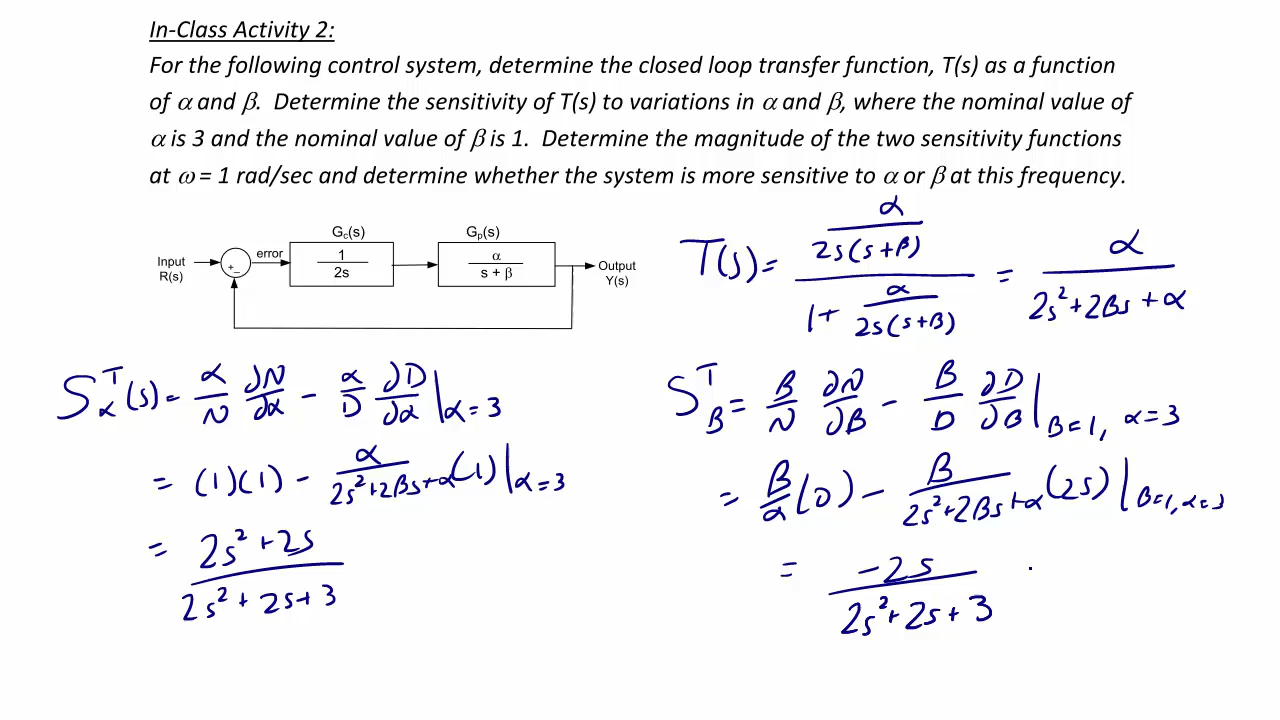 In-Class Activity 2:
For the following control system, determine the closed loop transfer function, T(s) as a function
of α and β. Determine the sensitivity of T(s) to variations in α and β, where the nominal value of
α is 3 and the nominal value of β is 1. Determine the magnitude of the two sensitivity functions
at ω = 1 rad/sec and determine whether the system is more sensitive to α or β at this frequency.
Input R(s)
+
−
error
Gc(s)
1 / 2s
Gp(s)
α / s + β
Output Y(s)
T(s) = (α / 2s(s+β)) / (1 + α / 2s(s+β)) = α / (2s² + 2βs + α)
S_α^T(s) = α/N ∂N/∂α − α/D ∂D/∂α |α=3
= (1)(1) − α / (2s²+2βs+α) (1) |α=3
= (2s² + 2s) / (2s² + 2s + 3)
S_β^T = β/N ∂N/∂β − β/D ∂D/∂β |β=1, α=3
= β/α (0) − β / (2s²+2βs+α) (2s) |β=1, α=3
= −2s / (2s² + 2s + 3)